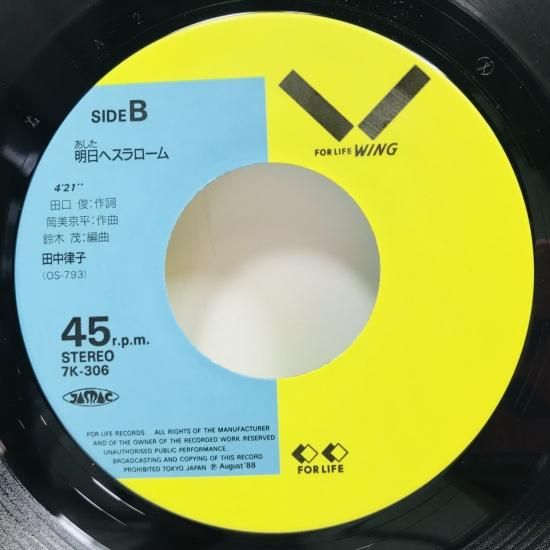 SIDE B
あした
明日へスラローム
4'21''
田口 俊:作詞
筒美京平:作曲
鈴木 茂:編曲
田中律子
(OS-793)
45 r.p.m.
STEREO
7K-306
JASRAC
FOR LIFE WING
FOR LIFE RECORDS ALL RIGHTS OF THE MANUFACTURER
AND OF THE OWNER OF THE RECORDED WORK RESERVED
UNAUTHORISED PUBLIC PERFORMANCE.
BROADCASTING AND COPYING OF THIS RECORD
PROHIBITED TOKYO JAPAN Ⓟ August '88
FOR LIFE